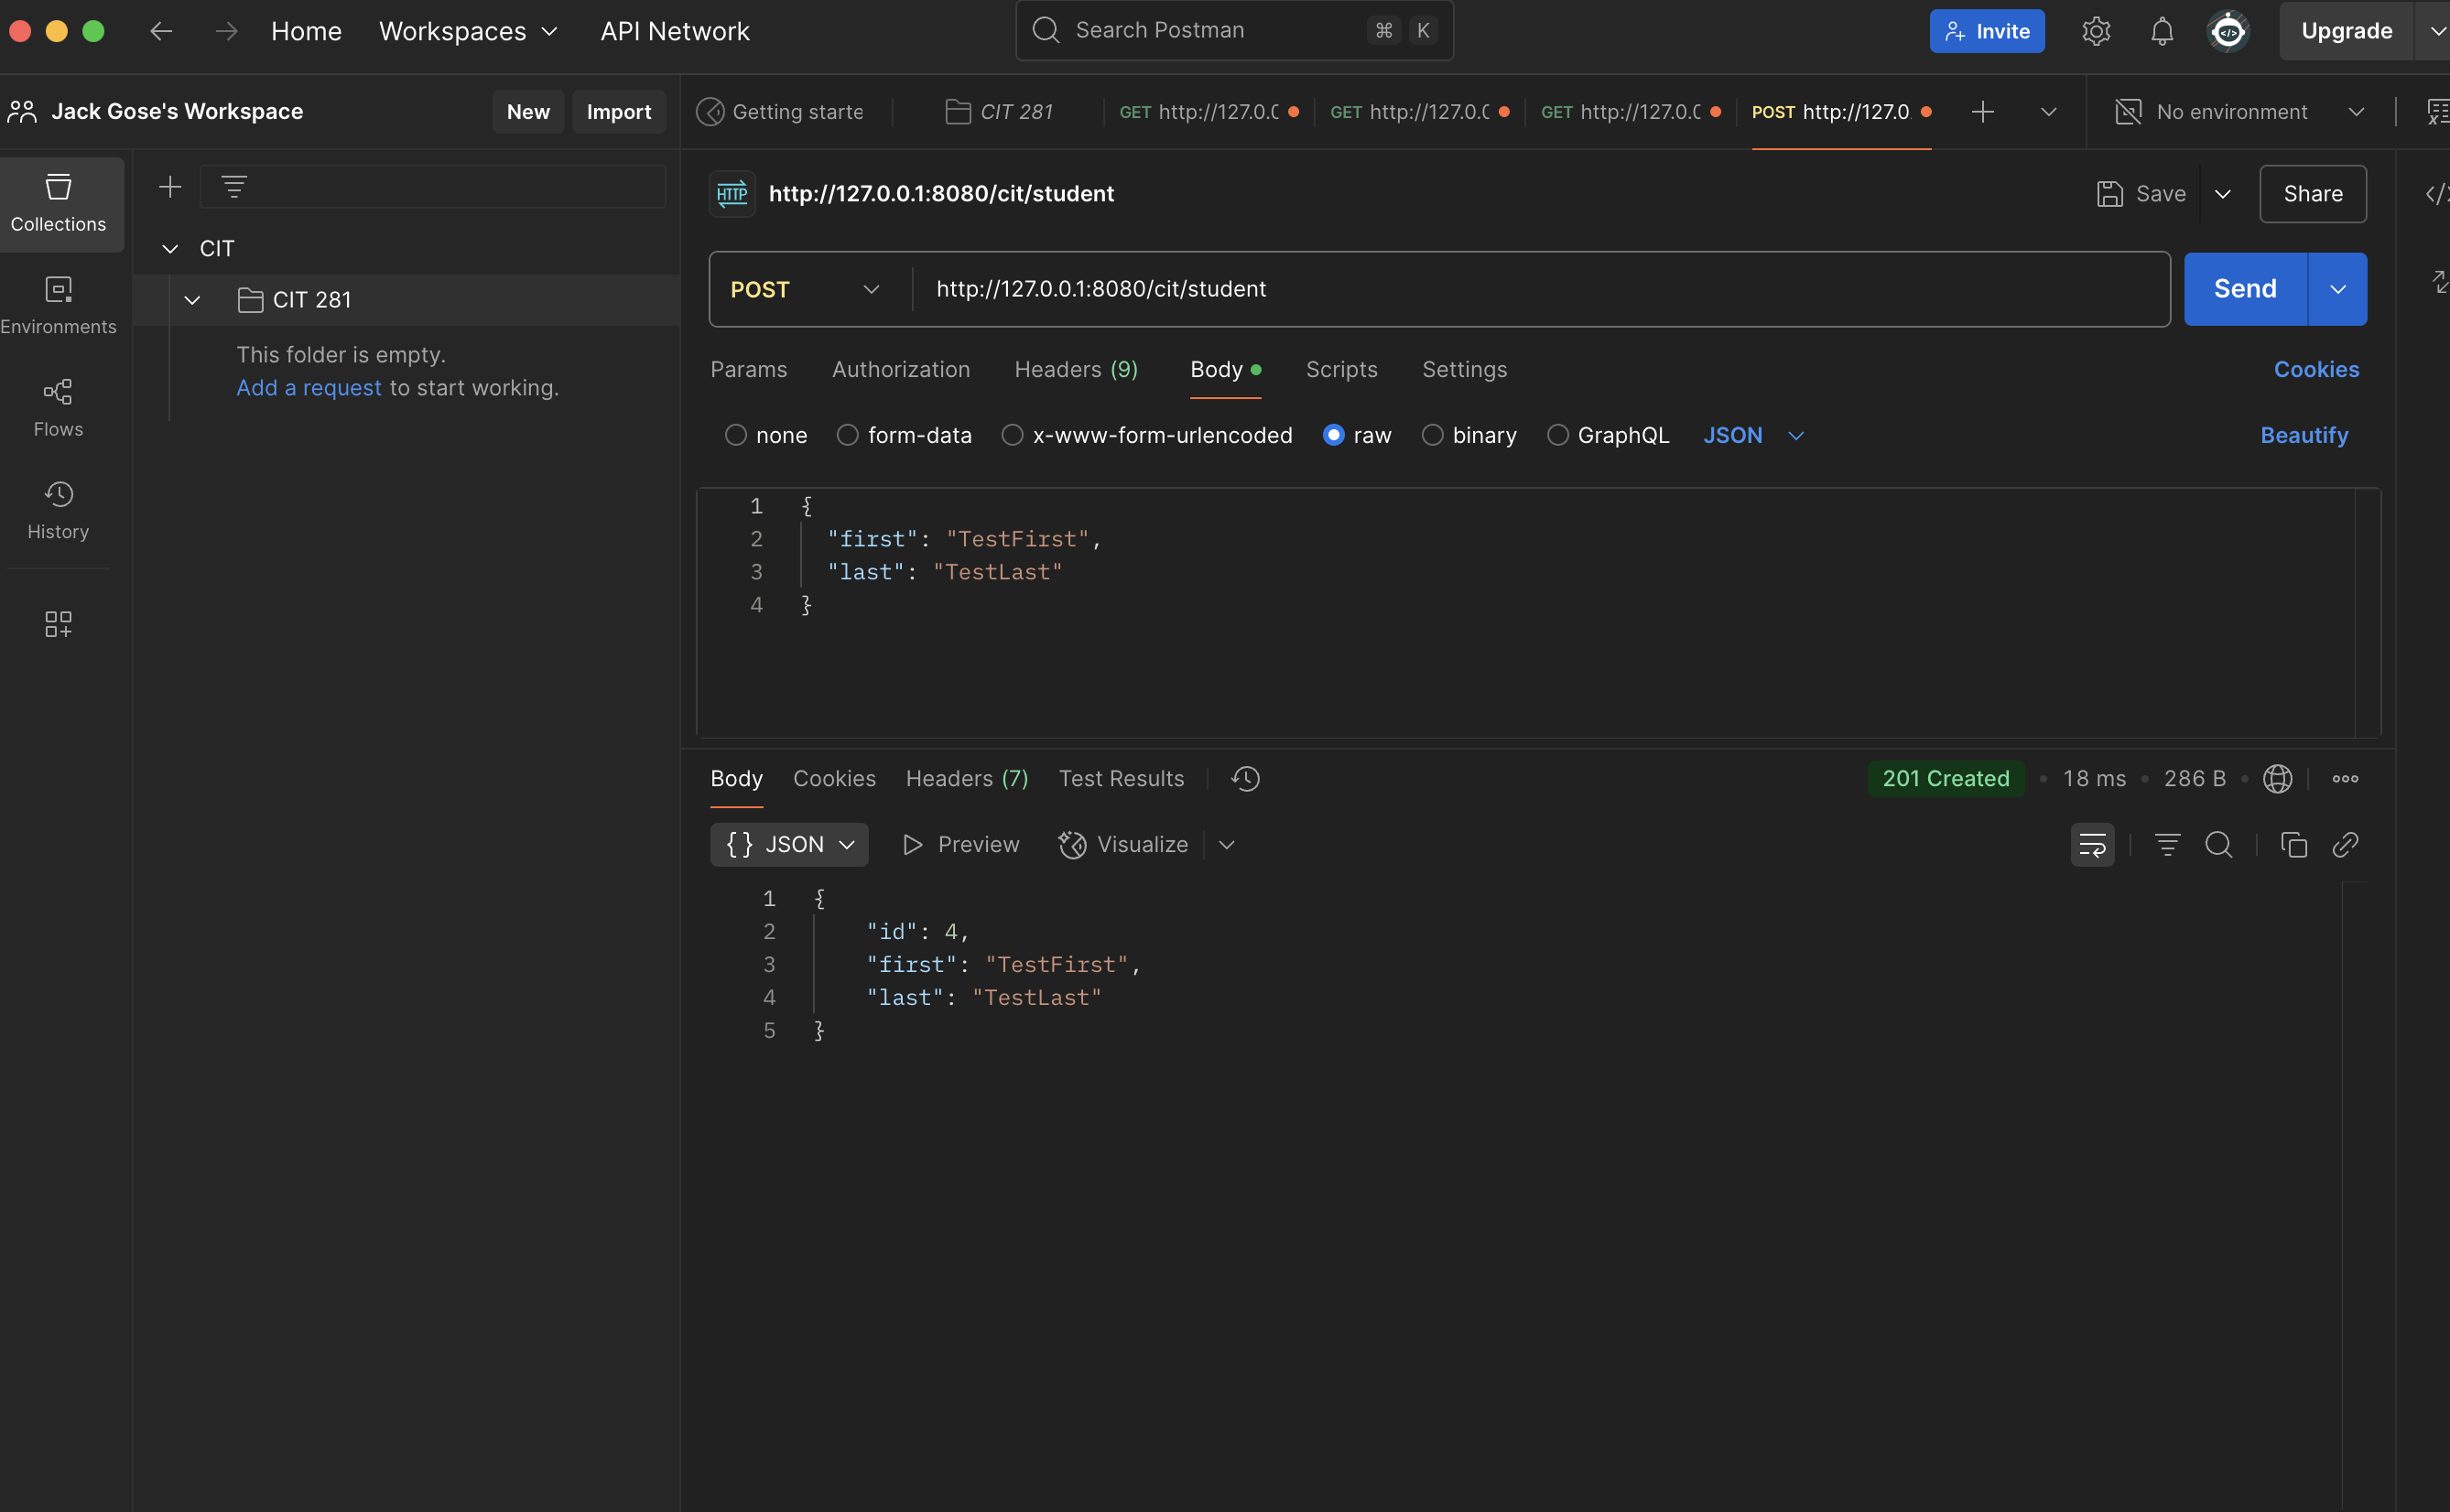 Home Workspaces API Network Search Postman ⌘ K Invite Upgrade
Jack Gose's Workspace New Import Getting starte CIT 281 GET http://127.0.0 GET http://127.0.0 GET http://127.0.0 POST http://127.0. No environment
Collections
Environments
Flows
History
CIT
CIT 281
This folder is empty.
Add a request to start working.
HTTP http://127.0.0.1:8080/cit/student Save Share
POST http://127.0.0.1:8080/cit/student Send
Params Authorization Headers (9) Body Scripts Settings Cookies
none form-data x-www-form-urlencoded raw binary GraphQL JSON Beautify
1 {
2 "first": "TestFirst",
3 "last": "TestLast"
4 }
Body Cookies Headers (7) Test Results 201 Created • 18 ms • 286 B
{ } JSON Preview Visualize
1 {
2 "id": 4,
3 "first": "TestFirst",
4 "last": "TestLast"
5 }